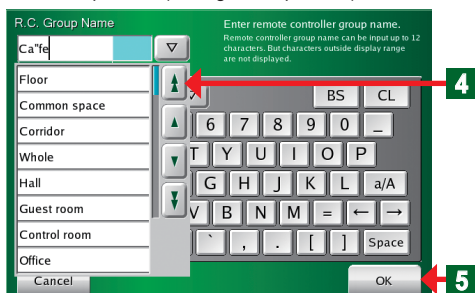 R.C. Group Name
Enter remote controller group name.
Remote controller group name can be input up to 12
characters. But characters outside display range
are not displayed.
Ca"fe
Floor
Common space
Corridor
Whole
Hall
Guest room
Control room
Office
BS CL
6 7 8 9 0 _
T Y U I O P
G H J K L a/A
V B N M = ← →
` , . [ ] Space
Cancel
OK
4
5